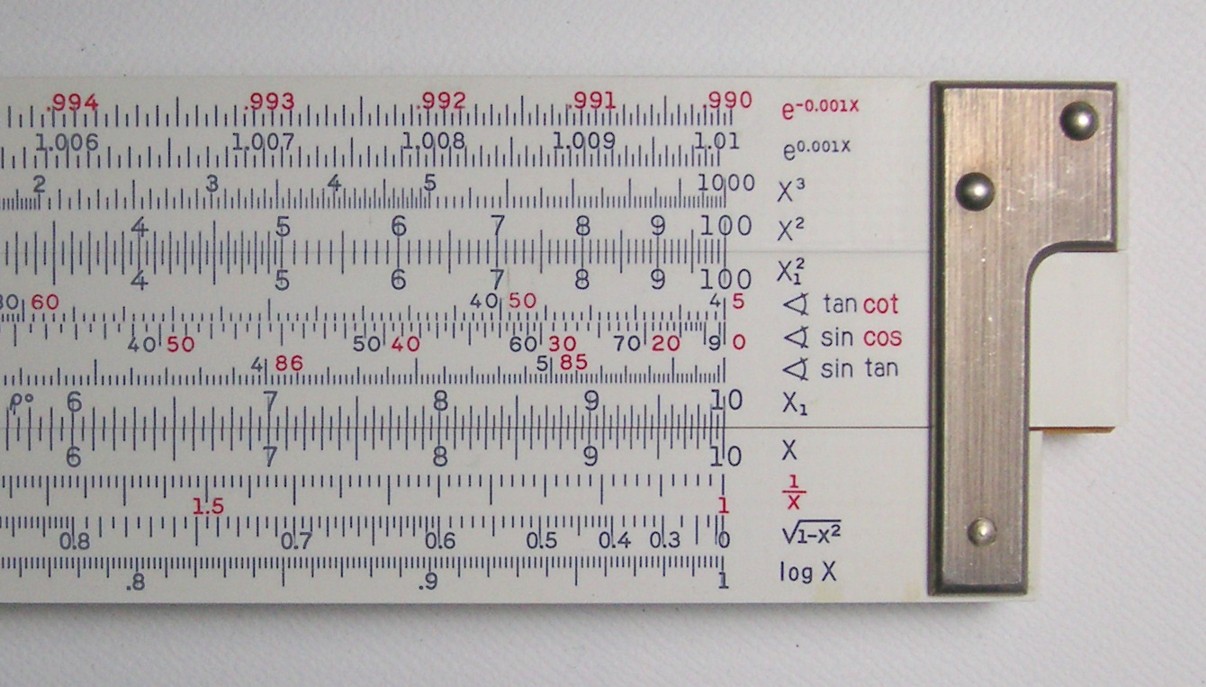 .994 .993 .992 .991 .990 e⁻⁰·⁰⁰¹ˣ
1.006 1.007 1.008 1.009 1.01 e⁰·⁰⁰¹ˣ
2 3 4 5 1000 X³
4 5 6 7 8 9 100 X²
4 5 6 7 8 9 100 X₁²
60 40 50 4 5 ∢ tan cot
40 50 50 40 60 30 70 20 9 0 ∢ sin cos
4 86 5 85 ∢ sin tan
ρ° 6 7 8 9 10 X₁
6 7 8 9 10 X
1.5 1 1/X
0.8 0.7 0.6 0.5 0.4 0.3 0 √1-x²
.8 .9 1 log X